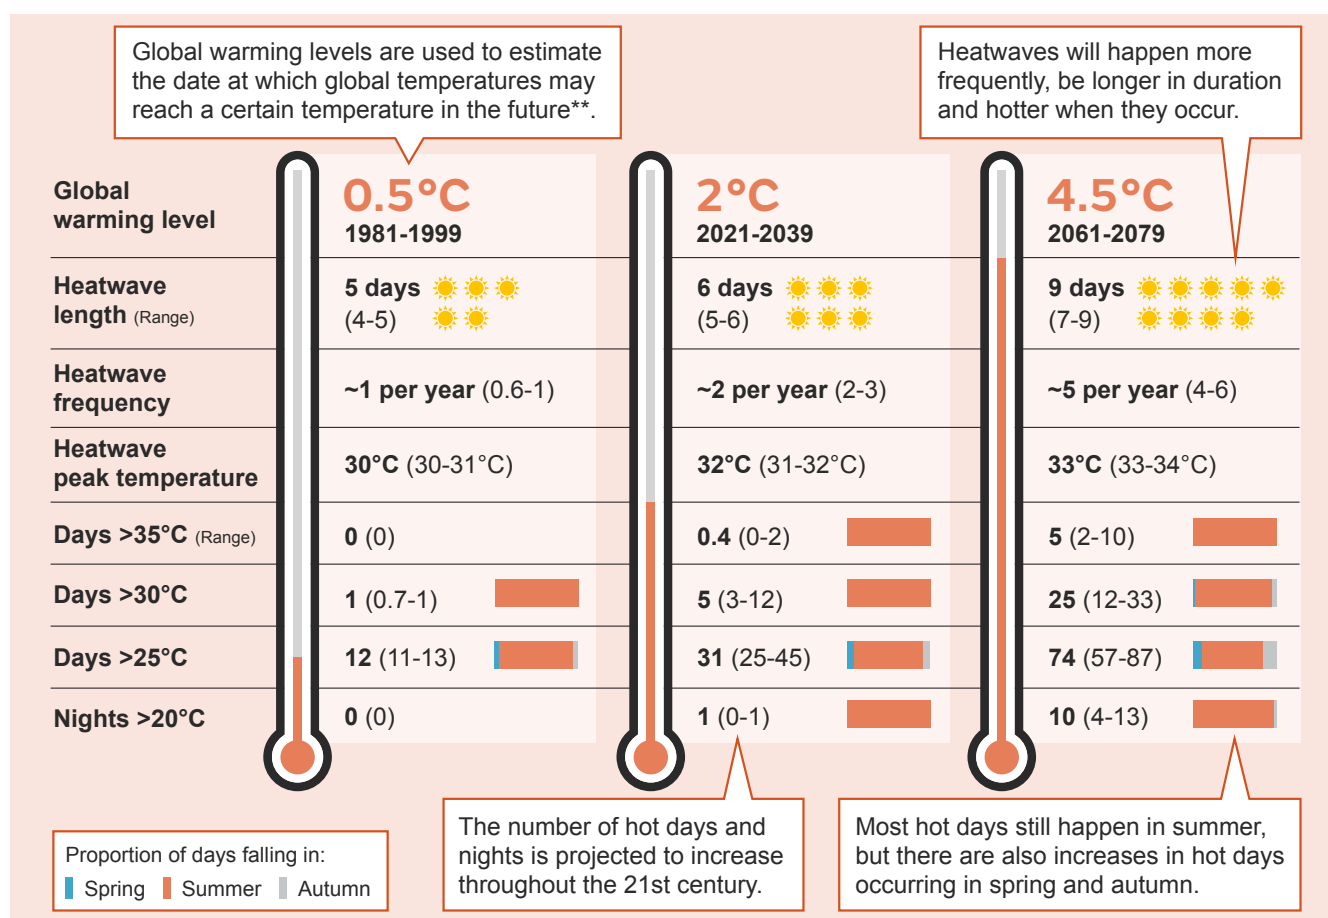 Global warming levels are used to estimate
the date at which global temperatures may
reach a certain temperature in the future**.
Heatwaves will happen more
frequently, be longer in duration
and hotter when they occur.
Global
warming level
0.5°C
1981-1999
2°C
2021-2039
4.5°C
2061-2079
Heatwave
length (Range)
5 days
(4-5)
6 days
(5-6)
9 days
(7-9)
Heatwave
frequency
~1 per year (0.6-1)
~2 per year (2-3)
~5 per year (4-6)
Heatwave
peak temperature
30°C (30-31°C)
32°C (31-32°C)
33°C (33-34°C)
Days >35°C (Range)
0 (0)
0.4 (0-2)
5 (2-10)
Days >30°C
1 (0.7-1)
5 (3-12)
25 (12-33)
Days >25°C
12 (11-13)
31 (25-45)
74 (57-87)
Nights >20°C
0 (0)
1 (0-1)
10 (4-13)
Proportion of days falling in:
Spring Summer Autumn
The number of hot days and
nights is projected to increase
throughout the 21st century.
Most hot days still happen in summer,
but there are also increases in hot days
occurring in spring and autumn.